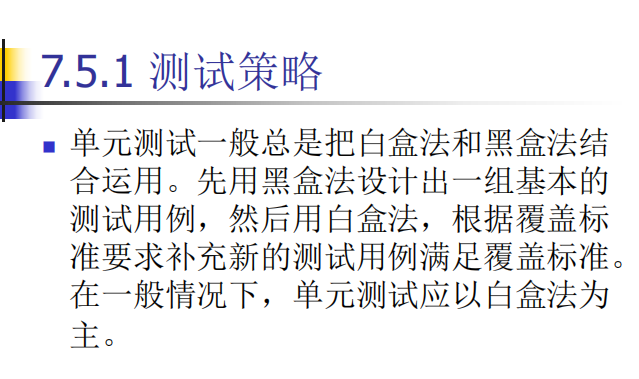 7.5.1 测试策略
单元测试一般总是把白盒法和黑盒法结
合运用。先用黑盒法设计出一组基本的
测试用例，然后用白盒法，根据覆盖标
准要求补充新的测试用例满足覆盖标准。
在一般情况下，单元测试应以白盒法为
主。